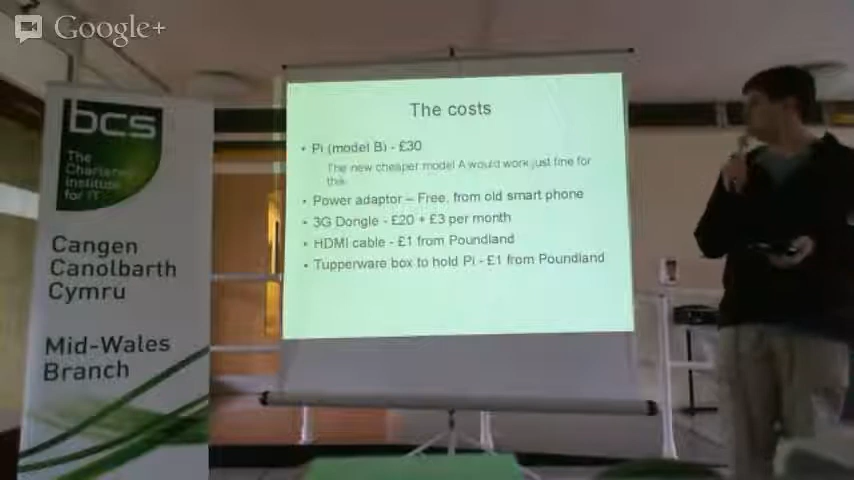 Google+
bcs
The
Chartered
Institute
for IT
Cangen
Canolbarth
Cymru
Mid-Wales
Branch
The costs
• Pi (model B) - £30
The new cheaper model A would work just fine for
this.
• Power adaptor – Free, from old smart phone
• 3G Dongle - £20 + £3 per month
• HDMI cable - £1 from Poundland
• Tupperware box to hold Pi - £1 from Poundland